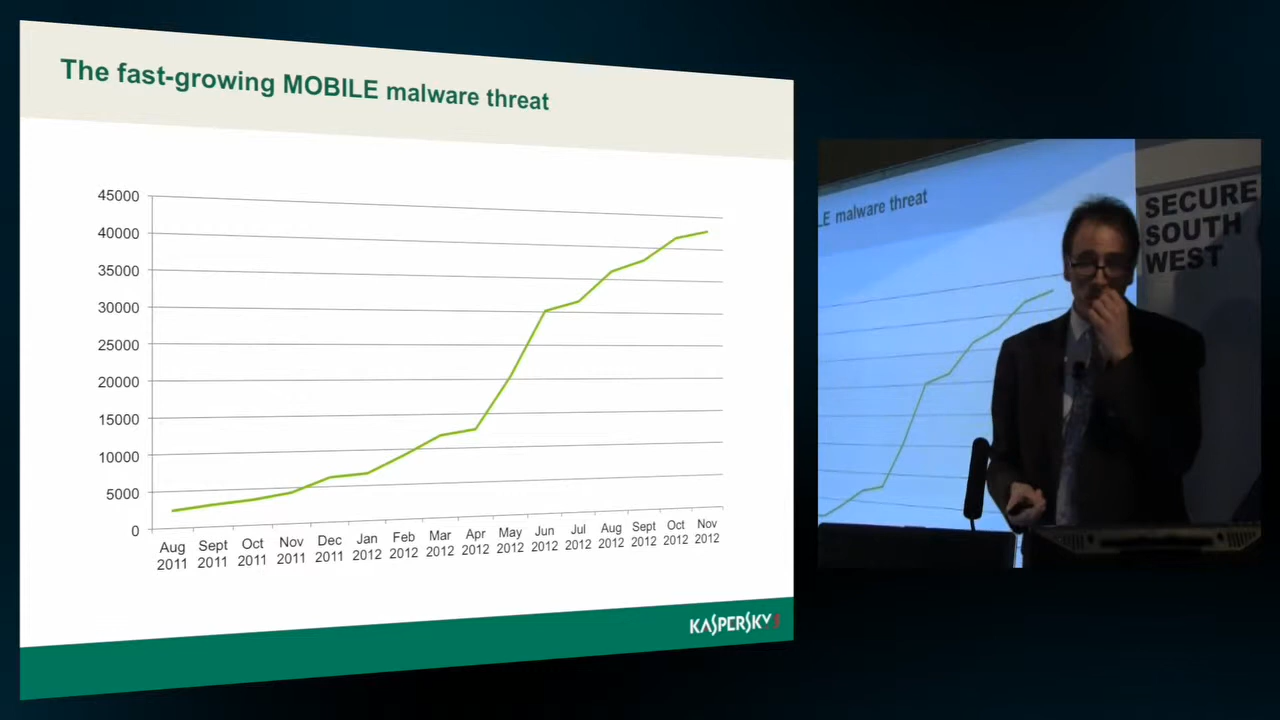 The fast-growing MOBILE malware threat
45000
40000
35000
30000
25000
20000
15000
10000
5000
0
Aug 2011
Sept 2011
Oct 2011
Nov 2011
Dec 2011
Jan 2012
Feb 2012
Mar 2012
Apr 2012
May 2012
Jun 2012
Jul 2012
Aug 2012
Sept 2012
Oct 2012
Nov 2012
KASPERSKY
LE malware threat
SECURE
SOUTH
WEST